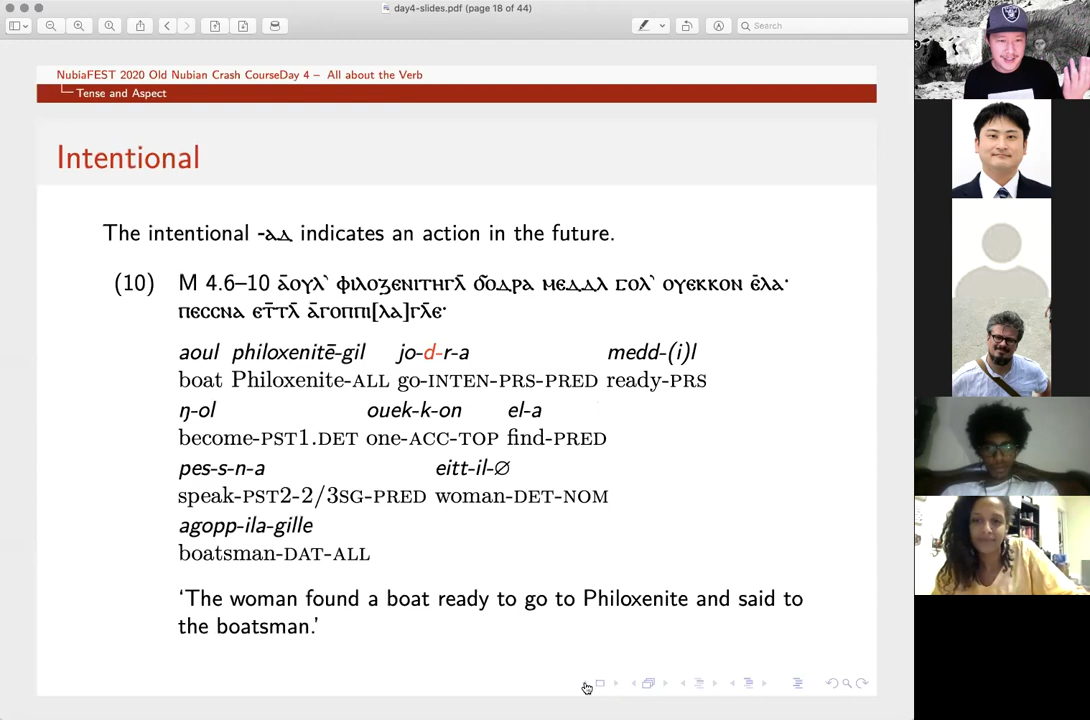 day4-slides.pdf (page 18 of 44)
Search
NubiaFEST 2020 Old Nubian Crash CourseDay 4 – All about the Verb
Tense and Aspect
Intentional
The intentional -ⲁⲇ indicates an action in the future.
(10) M 4.6–10 ⲁ̄ⲟⲩⲗ̀ ⲫⲓⲗⲟⲝⲉⲛⲓⲧⲏⲅⲗ̄ ϭⲟ̄ⲇⲣⲁ ⲙⲉⲇⲇⲗ ⳟⲟⲗ̀ ⲟⲩⲉⲕⲕⲟⲛ ⲉ̄ⲗⲁ·
ⲡⲉⲥⲥⲛⲁ ⲉⲓ̄ⲧⲧⲗ̄ ⲁ̄ⲅⲟⲡⲡⲓ[ⲗⲁ]ⲅⲗ̄ⲉ·
aoul philoxenitē-gil jo-d-r-a medd-(i)l
boat Philoxenite-ALL go-INTEN-PRS-PRED ready-PRS
ŋ-ol ouek-k-on el-a
become-PST1.DET one-ACC-TOP find-PRED
pes-s-n-a eitt-il-∅
speak-PST2-2/3SG-PRED woman-DET-NOM
agopp-ila-gille
boatsman-DAT-ALL
‘The woman found a boat ready to go to Philoxenite and said to
the boatsman.’